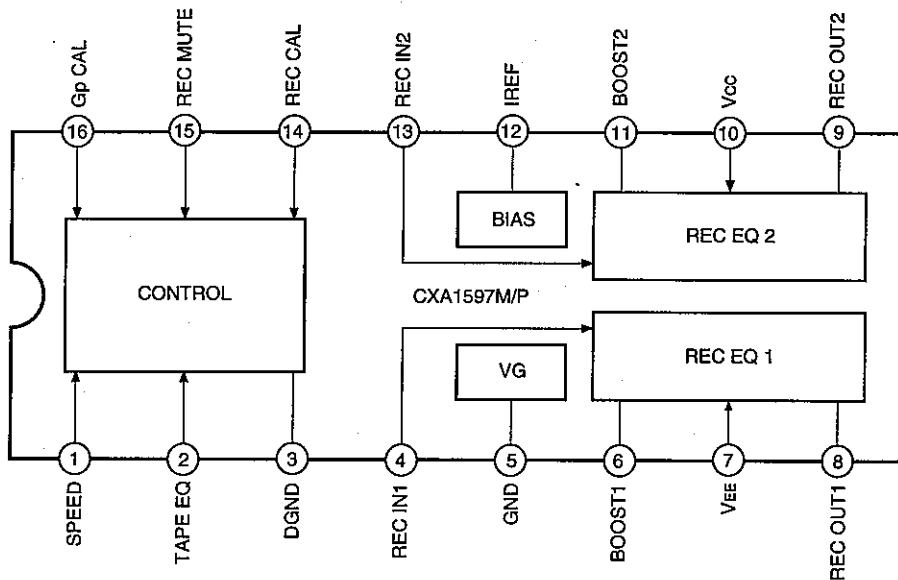 Gp CAL
REC MUTE
REC CAL
REC IN2
IREF
BOOST2
VCC
REC OUT2
16
15
14
13
12
11
10
9
BIAS
REC EQ 2
CONTROL
CXA1597M/P
REC EQ 1
VG
1
2
3
4
5
6
7
8
SPEED
TAPE EQ
DGND
REC IN1
GND
BOOST1
VEE
REC OUT1